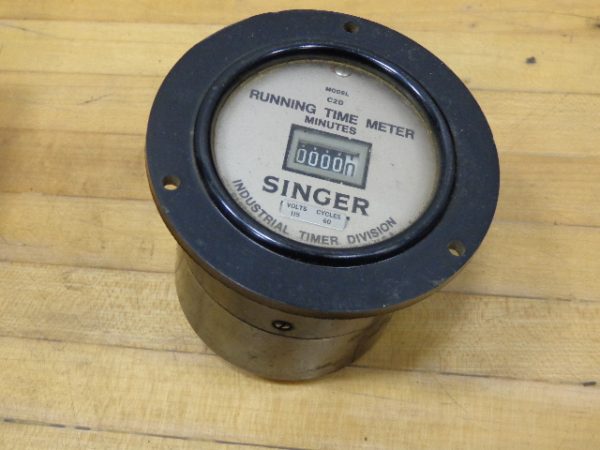 MODEL
C2D
RUNNING TIME METER
MINUTES
0000
SINGER
VOLTS CYCLES
115 60
INDUSTRIAL TIMER DIVISION